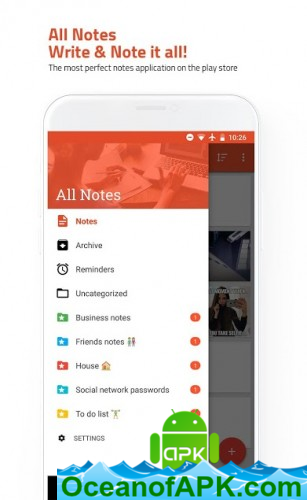 All Notes
Write & Note it all!
The most perfect notes application on the play store
10:26
All Notes
Notes
Archive
Reminders
Uncategorized
Business notes
Friends notes 👫
House 🏠
Social network passwords
To do list 🏋
SETTINGS
APK
OceanofAPK.com